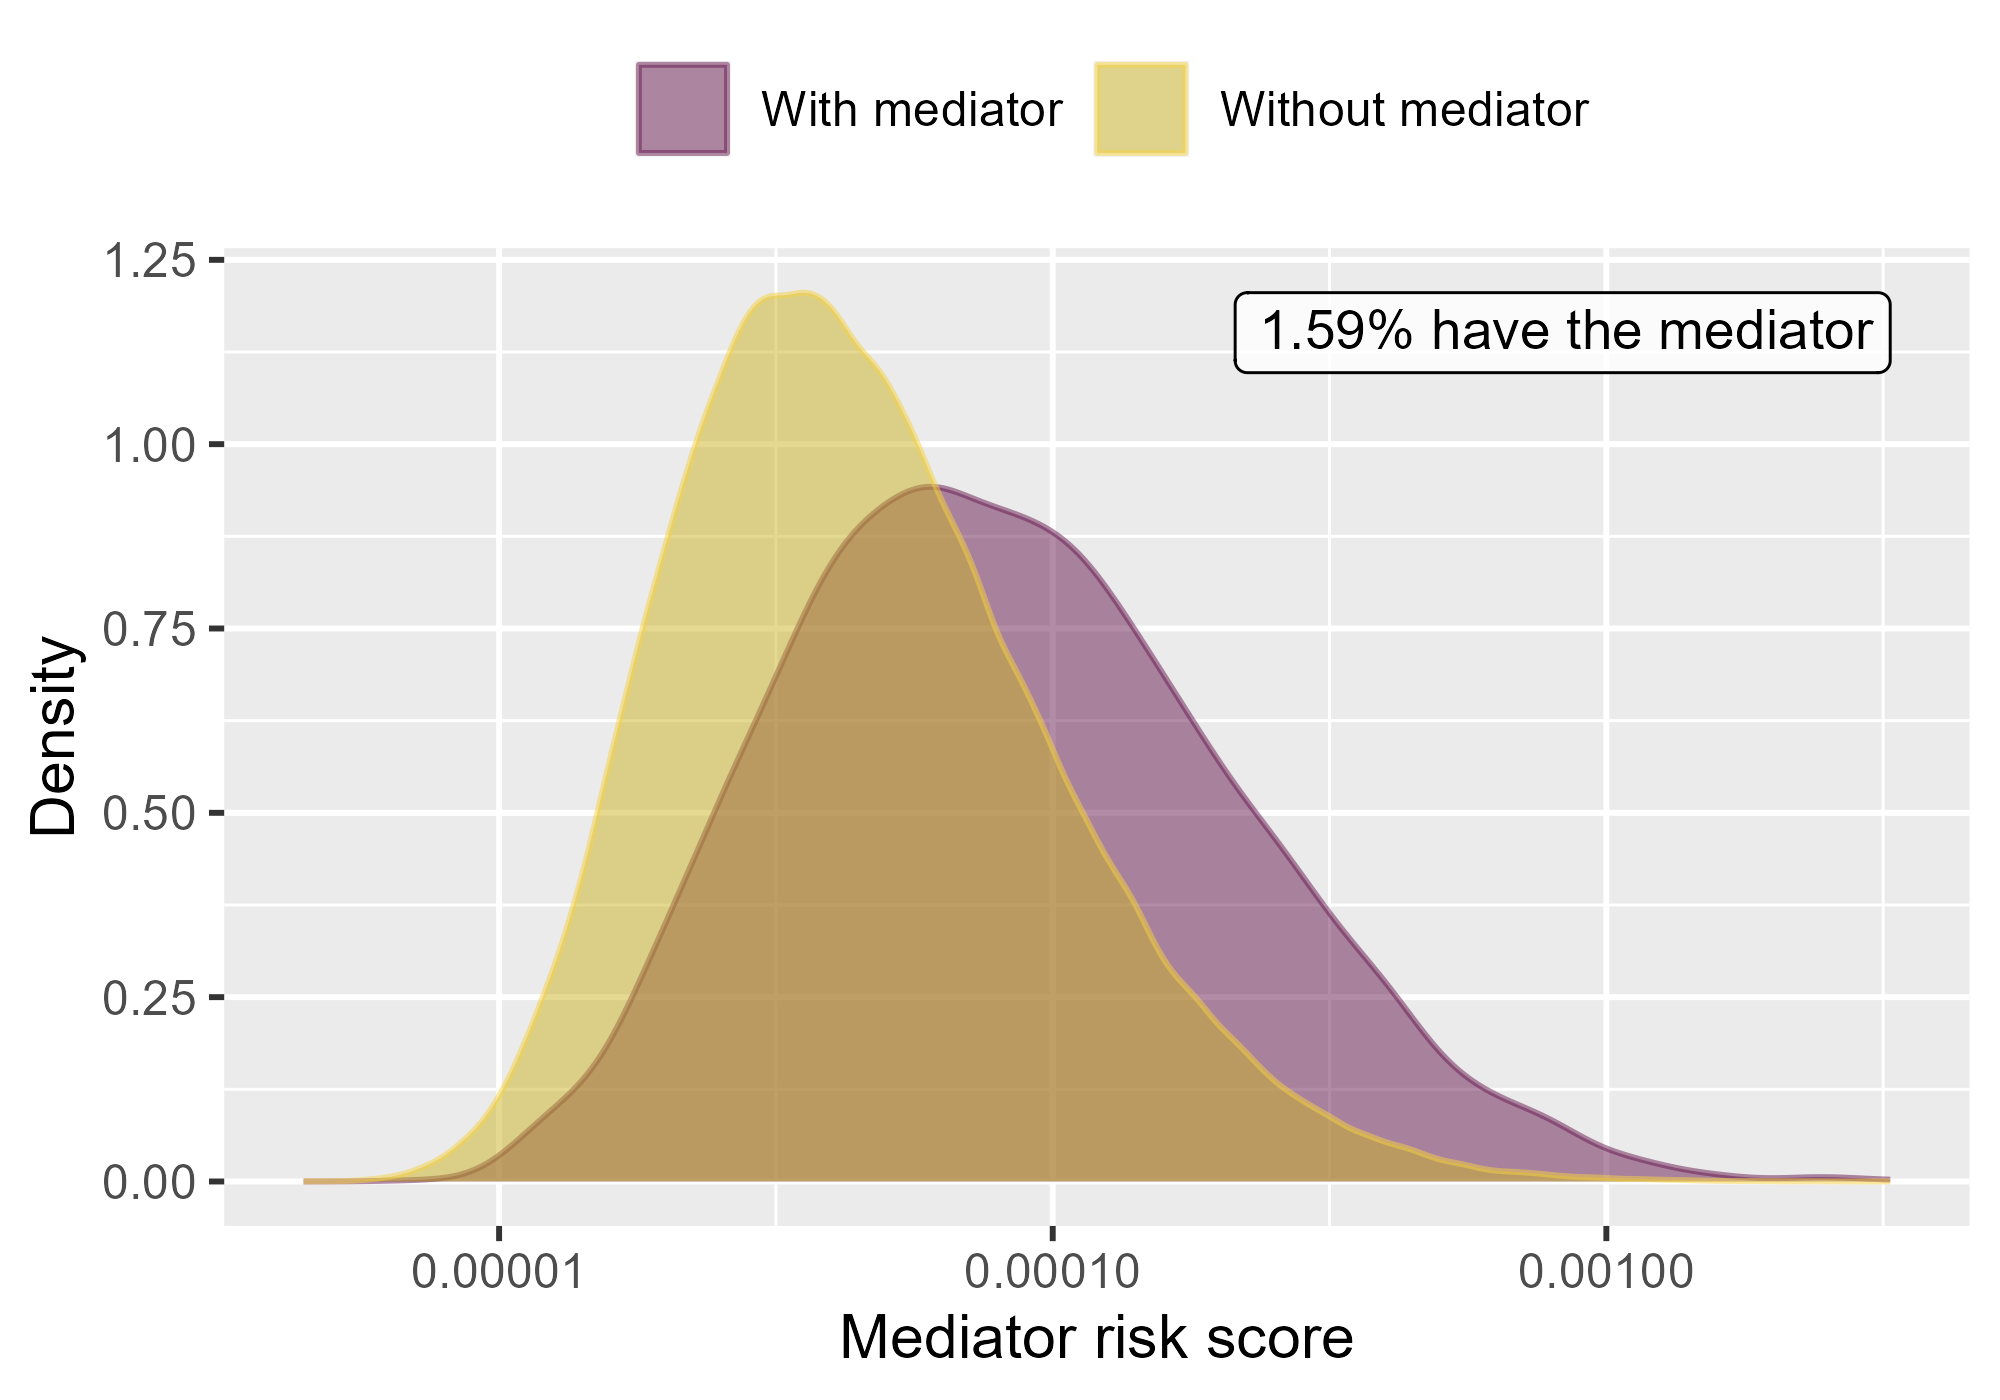 With mediator
Without mediator
1.25
1.59% have the mediator
1.00
0.75
0.50
0.25
0.00
Density
0.00001
0.00010
0.00100
Mediator risk score